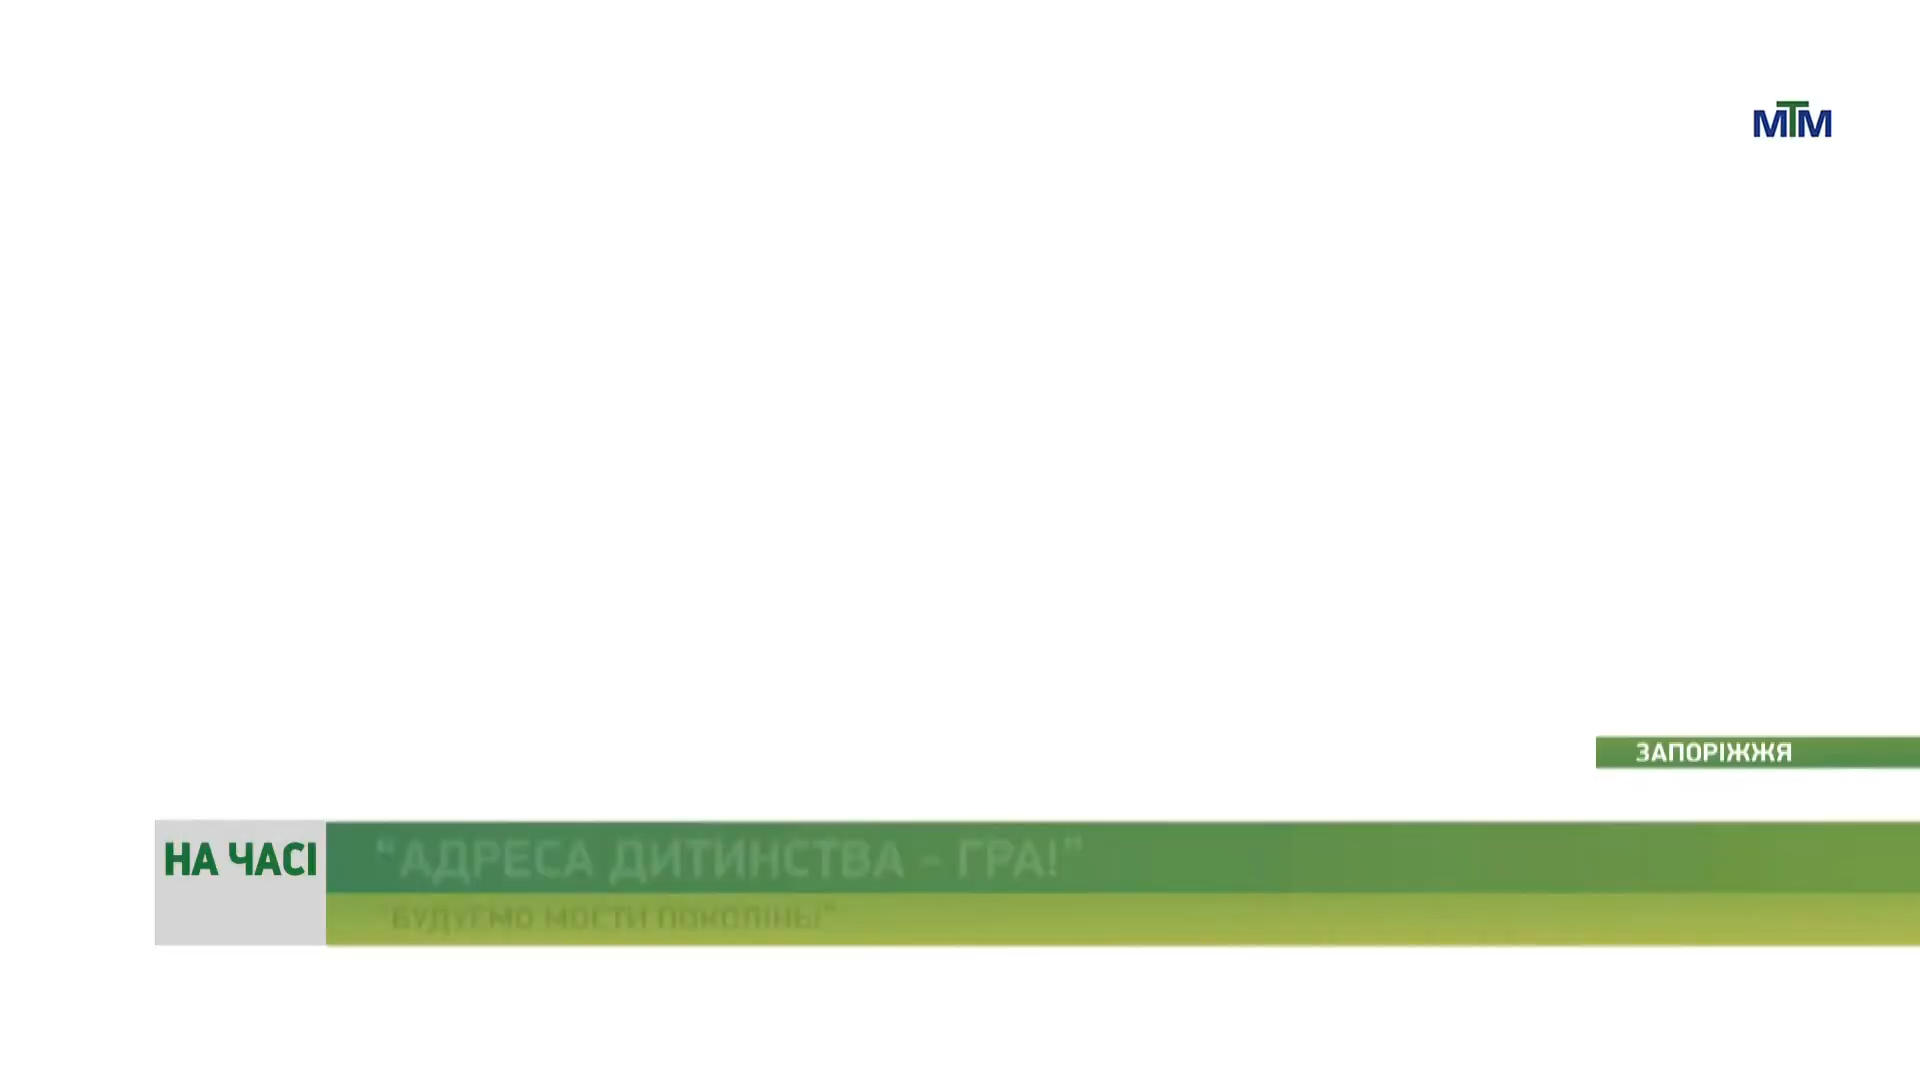 МТМ
ЗАПОРІЖЖЯ
НА ЧАСІ
“АДРЕСА ДИТИНСТВА – ГРА!”
“БУДУЄМО МОСТИ ПОКОЛІНЬ!”